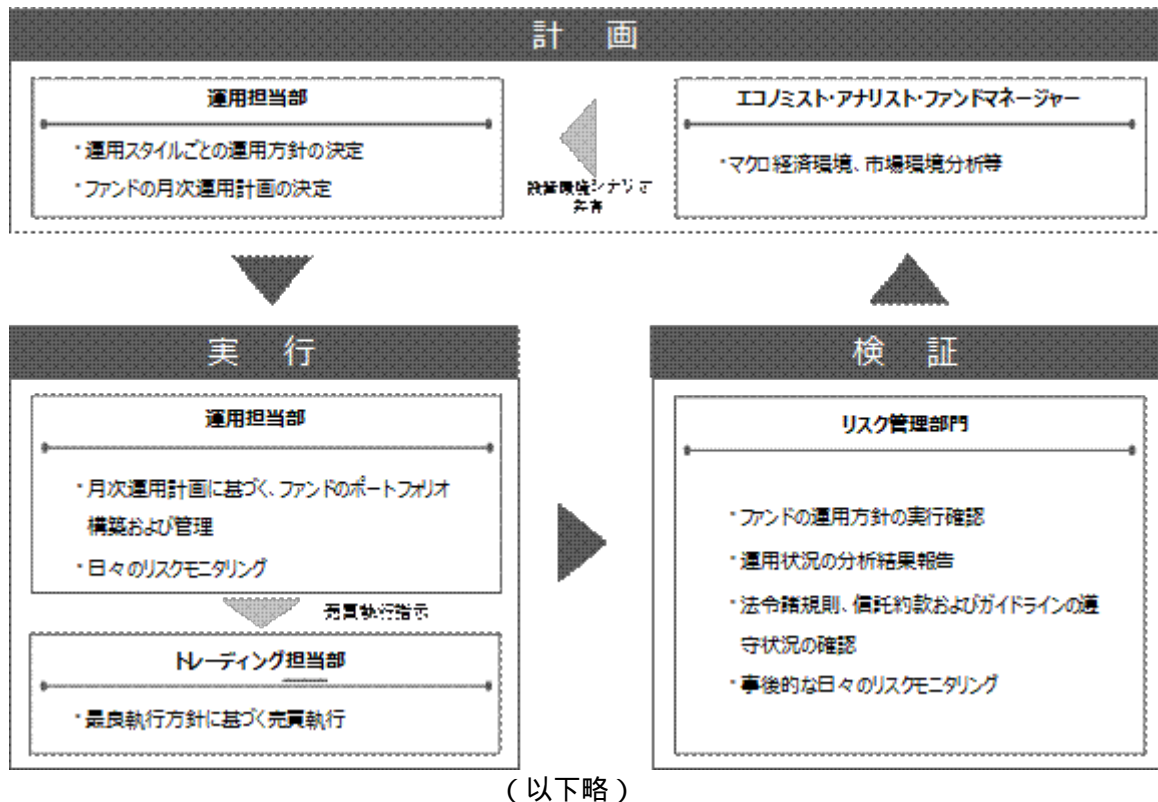 計 画
運用担当部
・運用スタイルごとの運用方針の決定
・ファンドの月次運用計画の決定
投資環境シナリオ
共有
エコノミスト・アナリスト・ファンドマネージャー
・マクロ経済環境、市場環境分析等
実 行
運用担当部
・月次運用計画に基づく、ファンドのポートフォリオ
構築および管理
・日々のリスクモニタリング
売買執行指示
トレーディング担当部
・最良執行方針に基づく売買執行
検 証
リスク管理部門
・ファンドの運用方針の実行確認
・運用状況の分析結果報告
・法令諸規則、信託約款およびガイドラインの遵
守状況の確認
・事後的な日々のリスクモニタリング
（以下略）